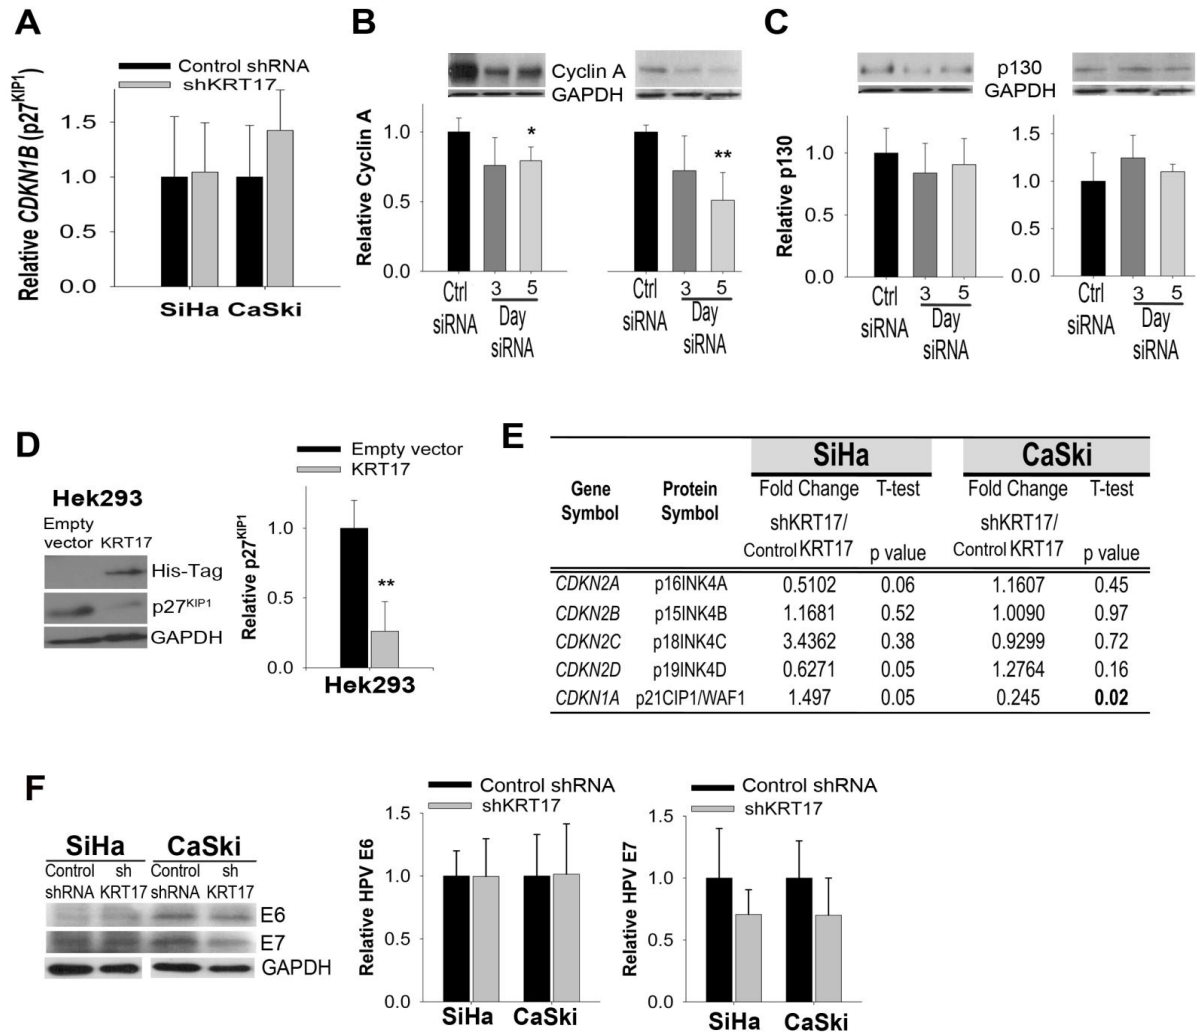 A
Control shRNA
shKRT17
Relative CDKN1B (p27KIP1)
1.5
1.0
0.5
1.0
SiHa CaSki
B
Cyclin A
GAPDH
Relative Cyclin A
1.0
0.5
0.0
*
**
Ctrl
siRNA
3 5
Day
siRNA
Ctrl
siRNA
3 5
Day
siRNA
C
p130
GAPDH
Relative p130
1.0
0.5
0.0
1.5
1.0
0.5
0.0
Ctrl
siRNA
3 5
Day
siRNA
Ctrl
siRNA
3 5
Day
siRNA
D
Hek293
Empty
vector KRT17
His-Tag
p27KIP1
GAPDH
Empty vector
KRT17
Relative p27KIP1
1.0
0.5
0.0
**
Hek293
E
SiHa CaSki
Gene Symbol Protein Symbol Fold Change T-test Fold Change T-test
shKRT17/ shKRT17/
Control KRT17 p value Control KRT17 p value
CDKN2A p16INK4A 0.5102 0.06 1.1607 0.45
CDKN2B p15INK4B 1.1681 0.52 1.0090 0.97
CDKN2C p18INK4C 3.4362 0.38 0.9299 0.72
CDKN2D p19INK4D 0.6271 0.05 1.2764 0.16
CDKN1A p21CIP1/WAF1 1.497 0.05 0.245 0.02
F
SiHa CaSki
Control sh Control sh
shRNA KRT17 shRNA KRT17
E6
E7
GAPDH
Control shRNA
shKRT17
Relative HPV E6
1.5
1.0
0.5
0.0
SiHa CaSki
Control shRNA
shKRT17
Relative HPV E7
1.5
1.0
0.5
0.0
SiHa CaSki